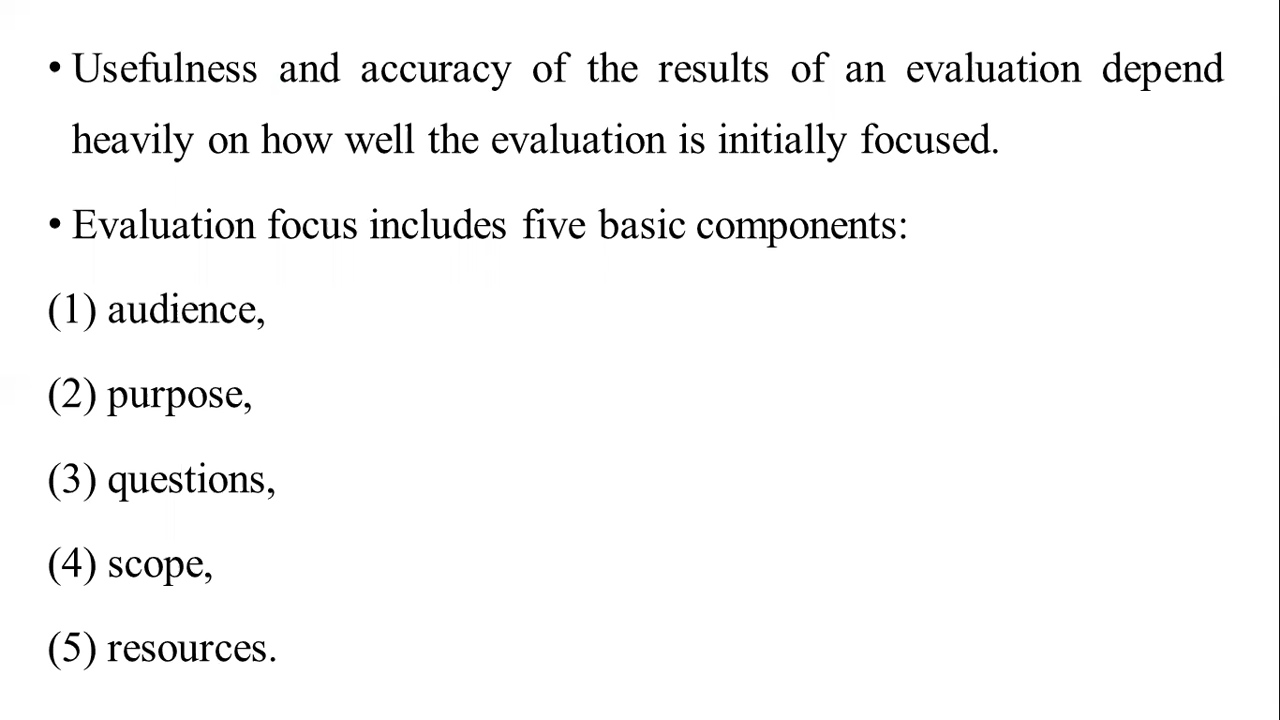 • Usefulness and accuracy of the results of an evaluation depend
heavily on how well the evaluation is initially focused.
• Evaluation focus includes five basic components:
(1) audience,
(2) purpose,
(3) questions,
(4) scope,
(5) resources.